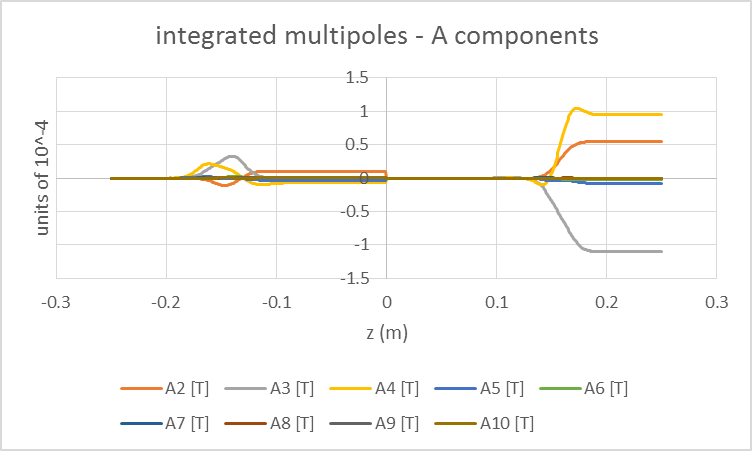 integrated multipoles - A components
units of 10^-4
1.5
1
0.5
0
-0.5
-1
-1.5
-0.3 -0.2 -0.1 0 0.1 0.2 0.3
z (m)
A2 [T] A3 [T] A4 [T] A5 [T] A6 [T]
A7 [T] A8 [T] A9 [T] A10 [T]